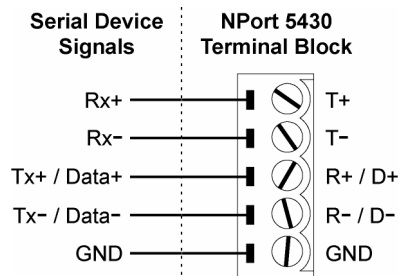 Serial Device Signals
NPort 5430 Terminal Block
Rx+ T+
Rx− T−
Tx+ / Data+ R+ / D+
Tx− / Data− R− / D−
GND GND